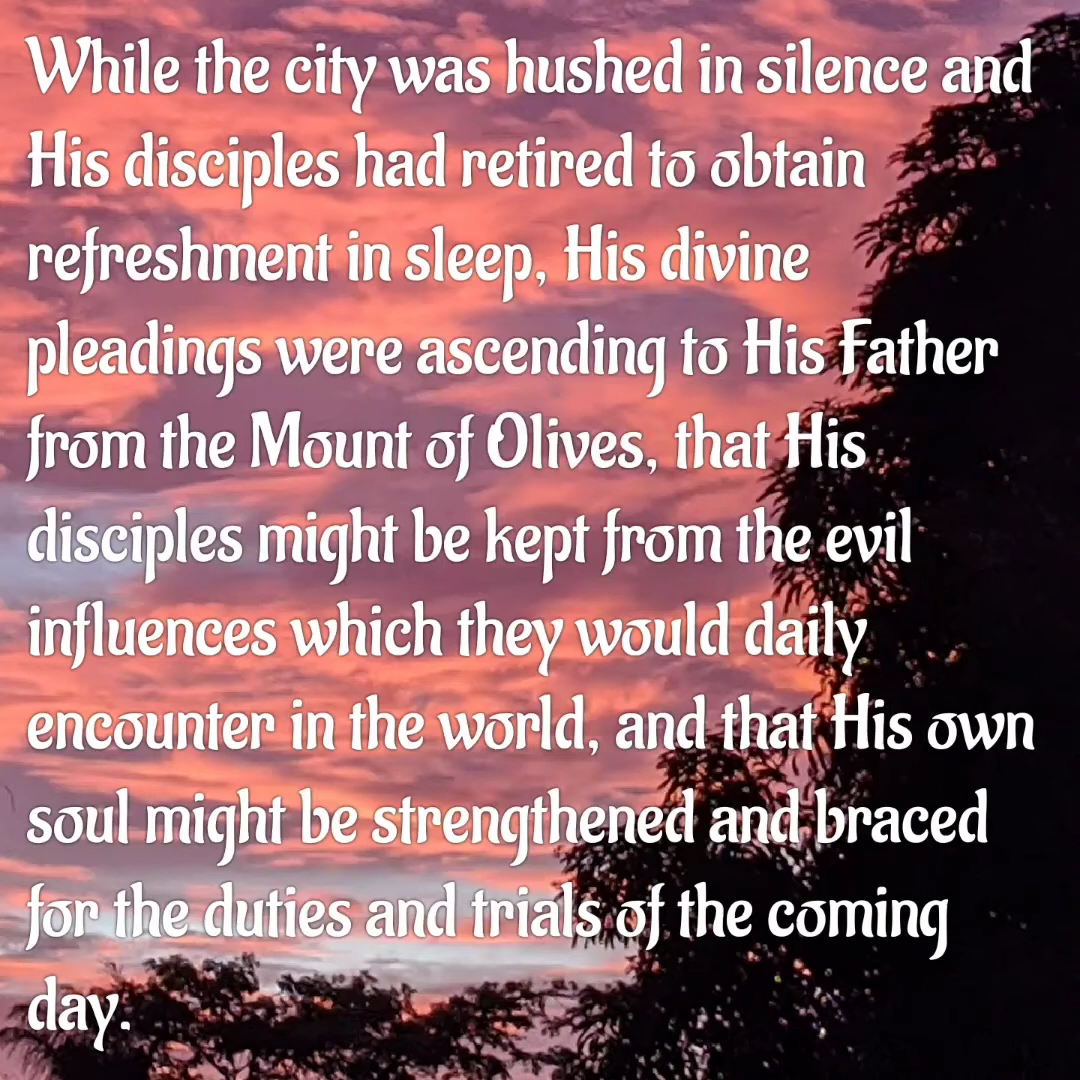 While the city was hushed in silence and
His disciples had retired to obtain
refreshment in sleep, His divine
pleadings were ascending to His Father
from the Mount of Olives, that His
disciples might be kept from the evil
influences which they would daily
encounter in the world, and that His own
soul might be strengthened and braced
for the duties and trials of the coming
day.